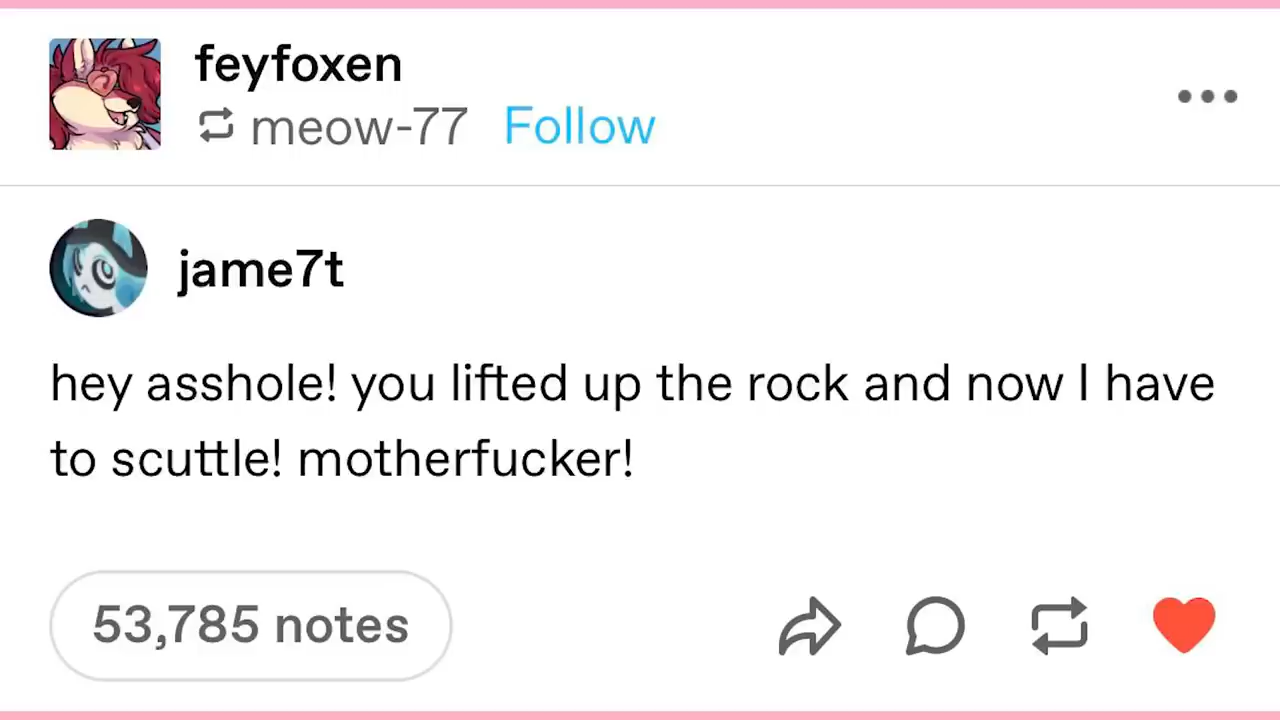 feyfoxen
meow-77 Follow
jame7t
hey asshole! you lifted up the rock and now I have
to scuttle! motherfucker!
53,785 notes